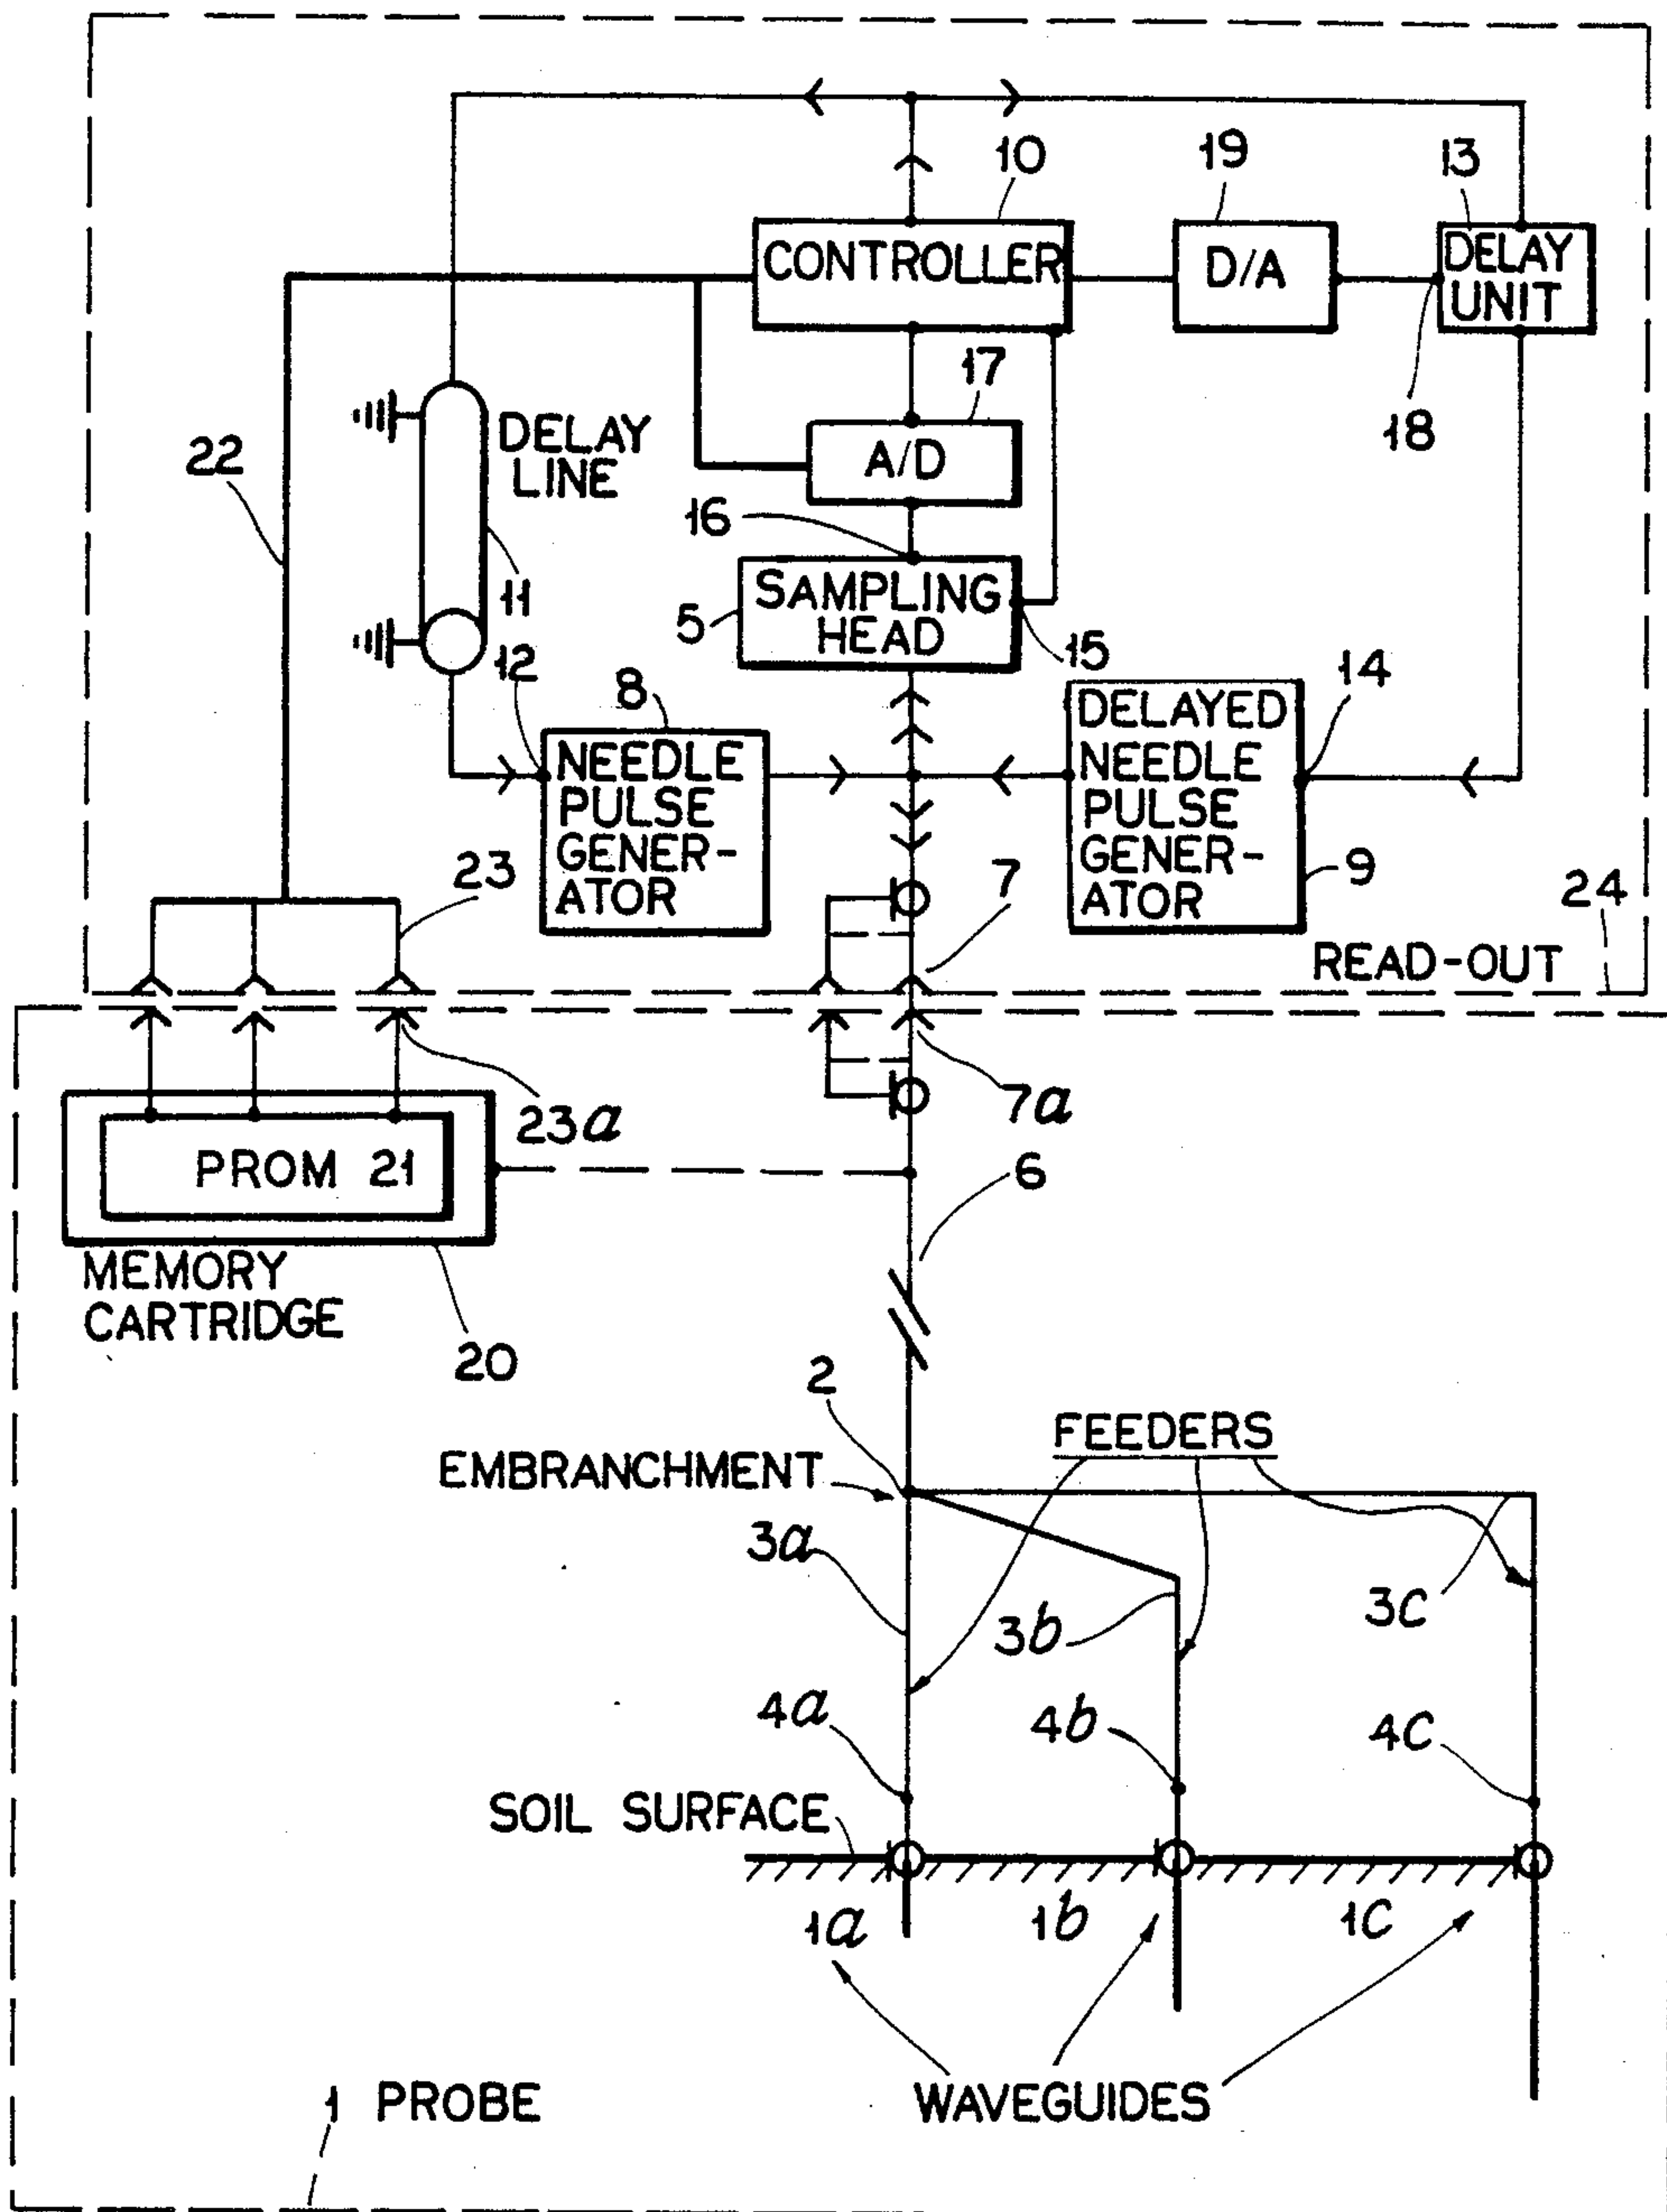 10
19
13
CONTROLLER
D/A
DELAY
UNIT
17
18
22
DELAY
LINE
A/D
16
11
5
SAMPLING
HEAD
15
12
8
14
NEEDLE
PULSE
GENER-
ATOR
DELAYED
NEEDLE
PULSE
GENER-
ATOR
9
23
7
24
READ-OUT
23a
7a
PROM 21
6
MEMORY
CARTRIDGE
20
2
FEEDERS
EMBRANCHMENT
3a
3b
3c
4a
4b
4c
SOIL SURFACE
1a
1b
1c
1 PROBE
WAVEGUIDES